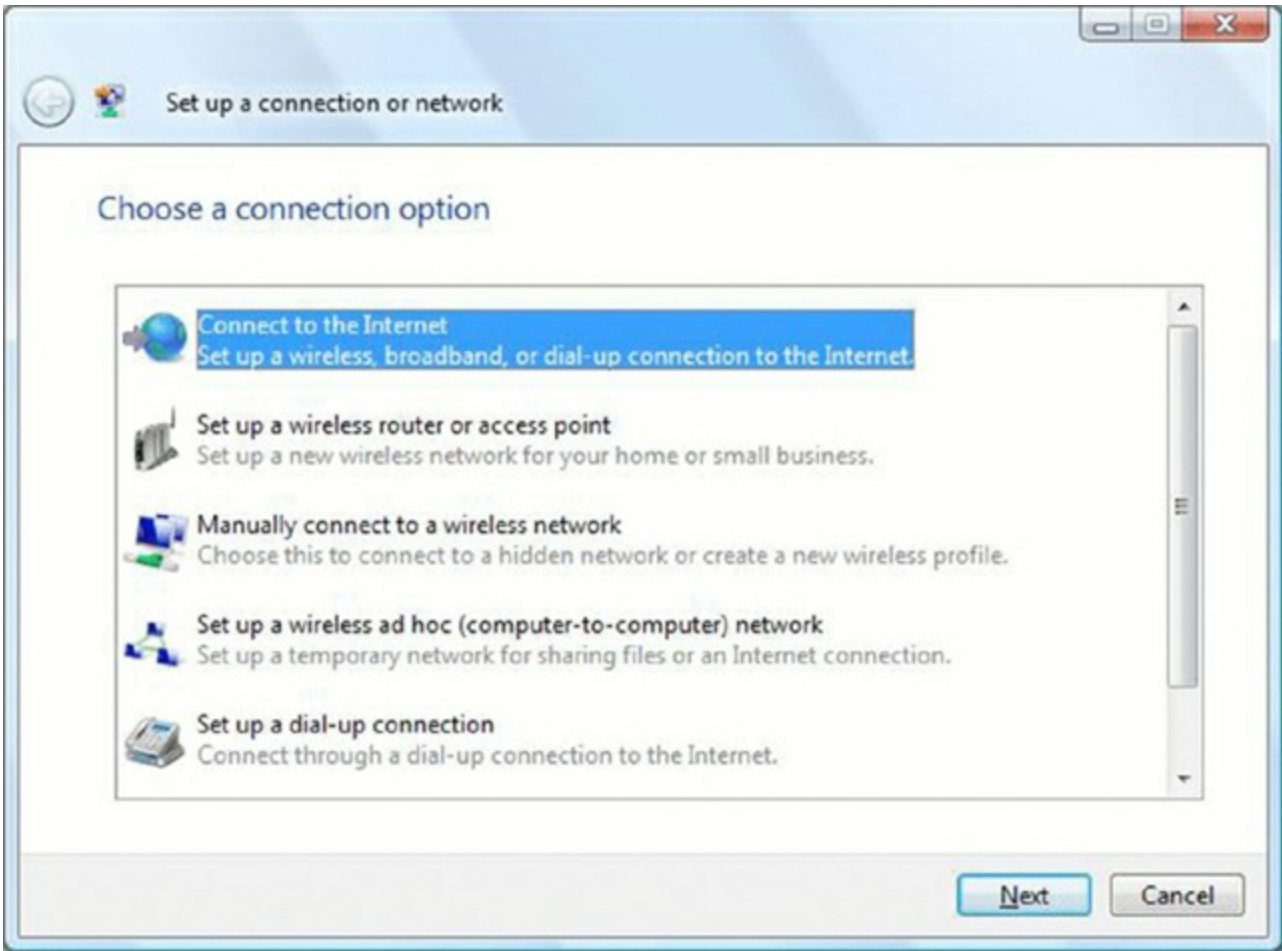 Set up a connection or network
Choose a connection option
Connect to the Internet
Set up a wireless, broadband, or dial-up connection to the Internet.
Set up a wireless router or access point
Set up a new wireless network for your home or small business.
Manually connect to a wireless network
Choose this to connect to a hidden network or create a new wireless profile.
Set up a wireless ad hoc (computer-to-computer) network
Set up a temporary network for sharing files or an Internet connection.
Set up a dial-up connection
Connect through a dial-up connection to the Internet.
Next
Cancel